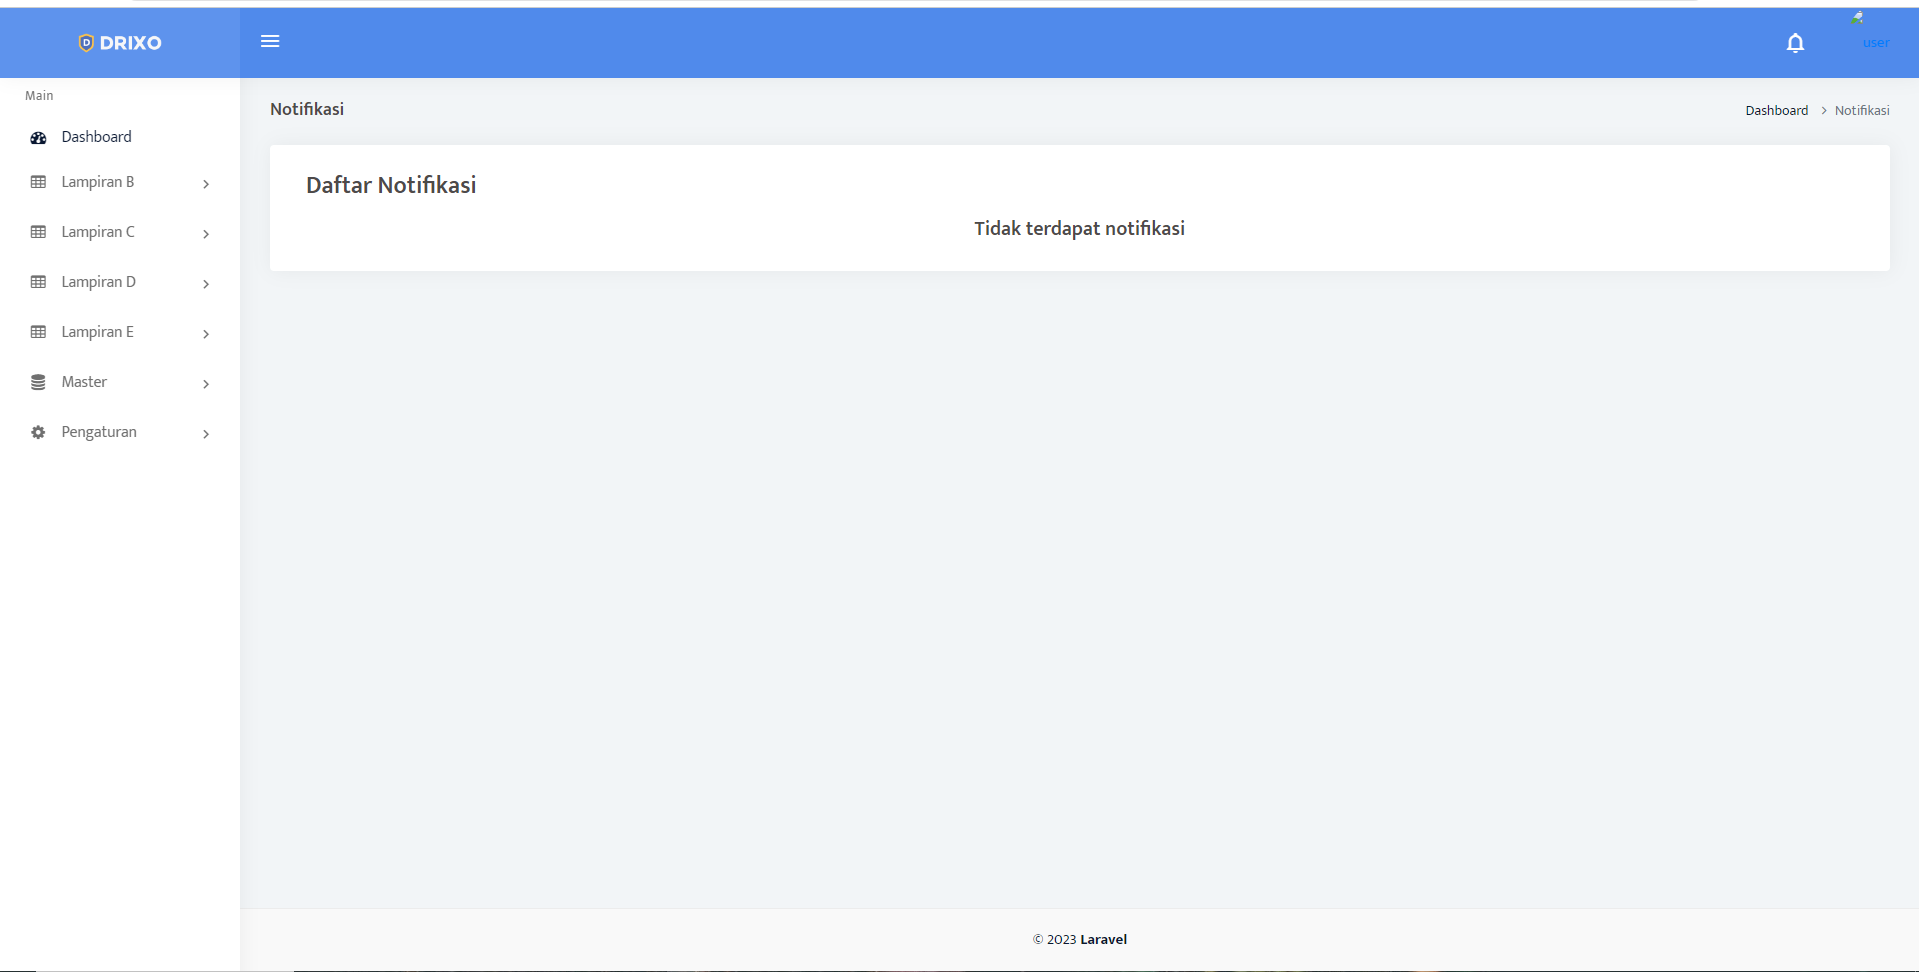 DRIXO
user
Main
Dashboard
Lampiran B
Lampiran C
Lampiran D
Lampiran E
Master
Pengaturan
Notifikasi
Dashboard > Notifikasi
Daftar Notifikasi
Tidak terdapat notifikasi
© 2023 Laravel